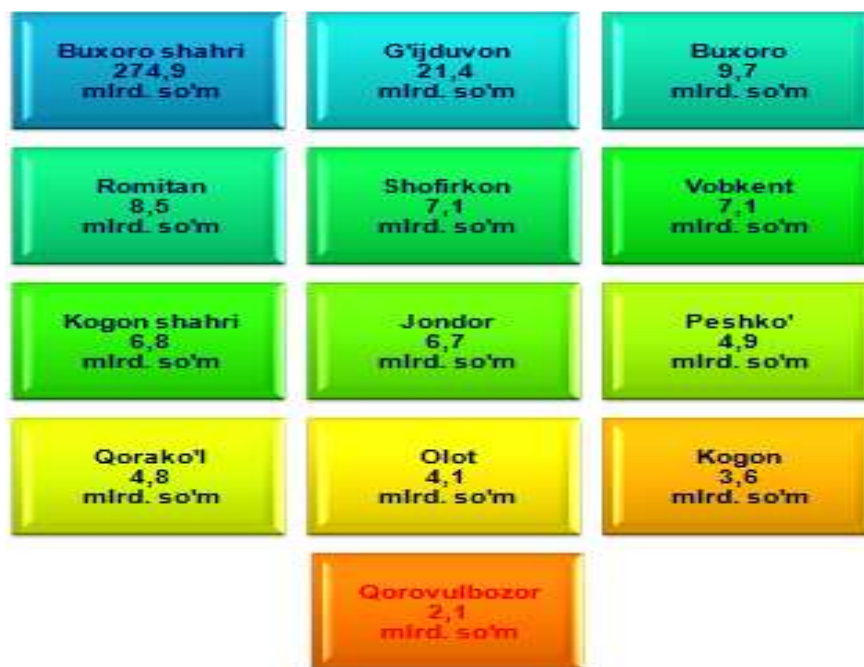 Buxoro shahri
274,9
mlrd. so'm
G'ijduvon
21,4
mlrd. so'm
Buxoro
9,7
mlrd. so'm
Romitan
8,5
mlrd. so'm
Shofirkon
7,1
mlrd. so'm
Vobkent
7,1
mlrd. so'm
Kogon shahri
6,8
mlrd. so'm
Jondor
6,7
mlrd. so'm
Peshko'
4,9
mlrd. so'm
Qorako'l
4,8
mlrd. so'm
Olot
4,1
mlrd. so'm
Kogon
3,6
mlrd. so'm
Qorovulbozor
2,1
mlrd. so'm